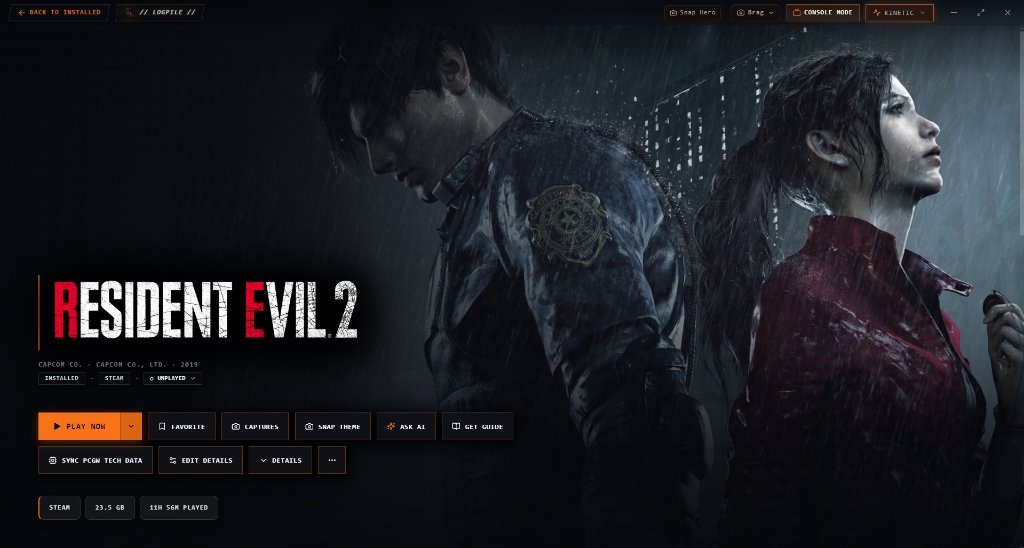 BACK TO INSTALLED
// LOGPILE //
Snap Hero
Brag
CONSOLE MODE
KINETIC
RESIDENT EVIL.2
CAPCOM CO. · CAPCOM CO., LTD. · 2019
INSTALLED · STEAM · UNPLAYED
PLAY NOW
FAVORITE
CAPTURES
SNAP THEME
ASK AI
GET GUIDE
SYNC PCGW TECH DATA
EDIT DETAILS
DETAILS
...
STEAM
23.5 GB
11H 56M PLAYED